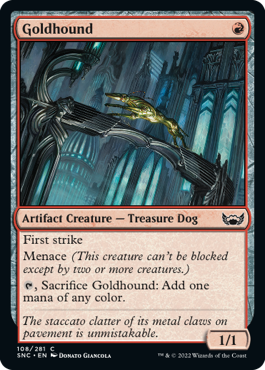 Goldhound
Artifact Creature — Treasure Dog
First strike
Menace (This creature can't be blocked
except by two or more creatures.)
, Sacrifice Goldhound: Add one
mana of any color.
The staccato clatter of its metal claws on
pavement is unmistakable.
1/1
108/281 C
SNC • EN DONATO GIANCOLA
™ & © 2022 Wizards of the Coast